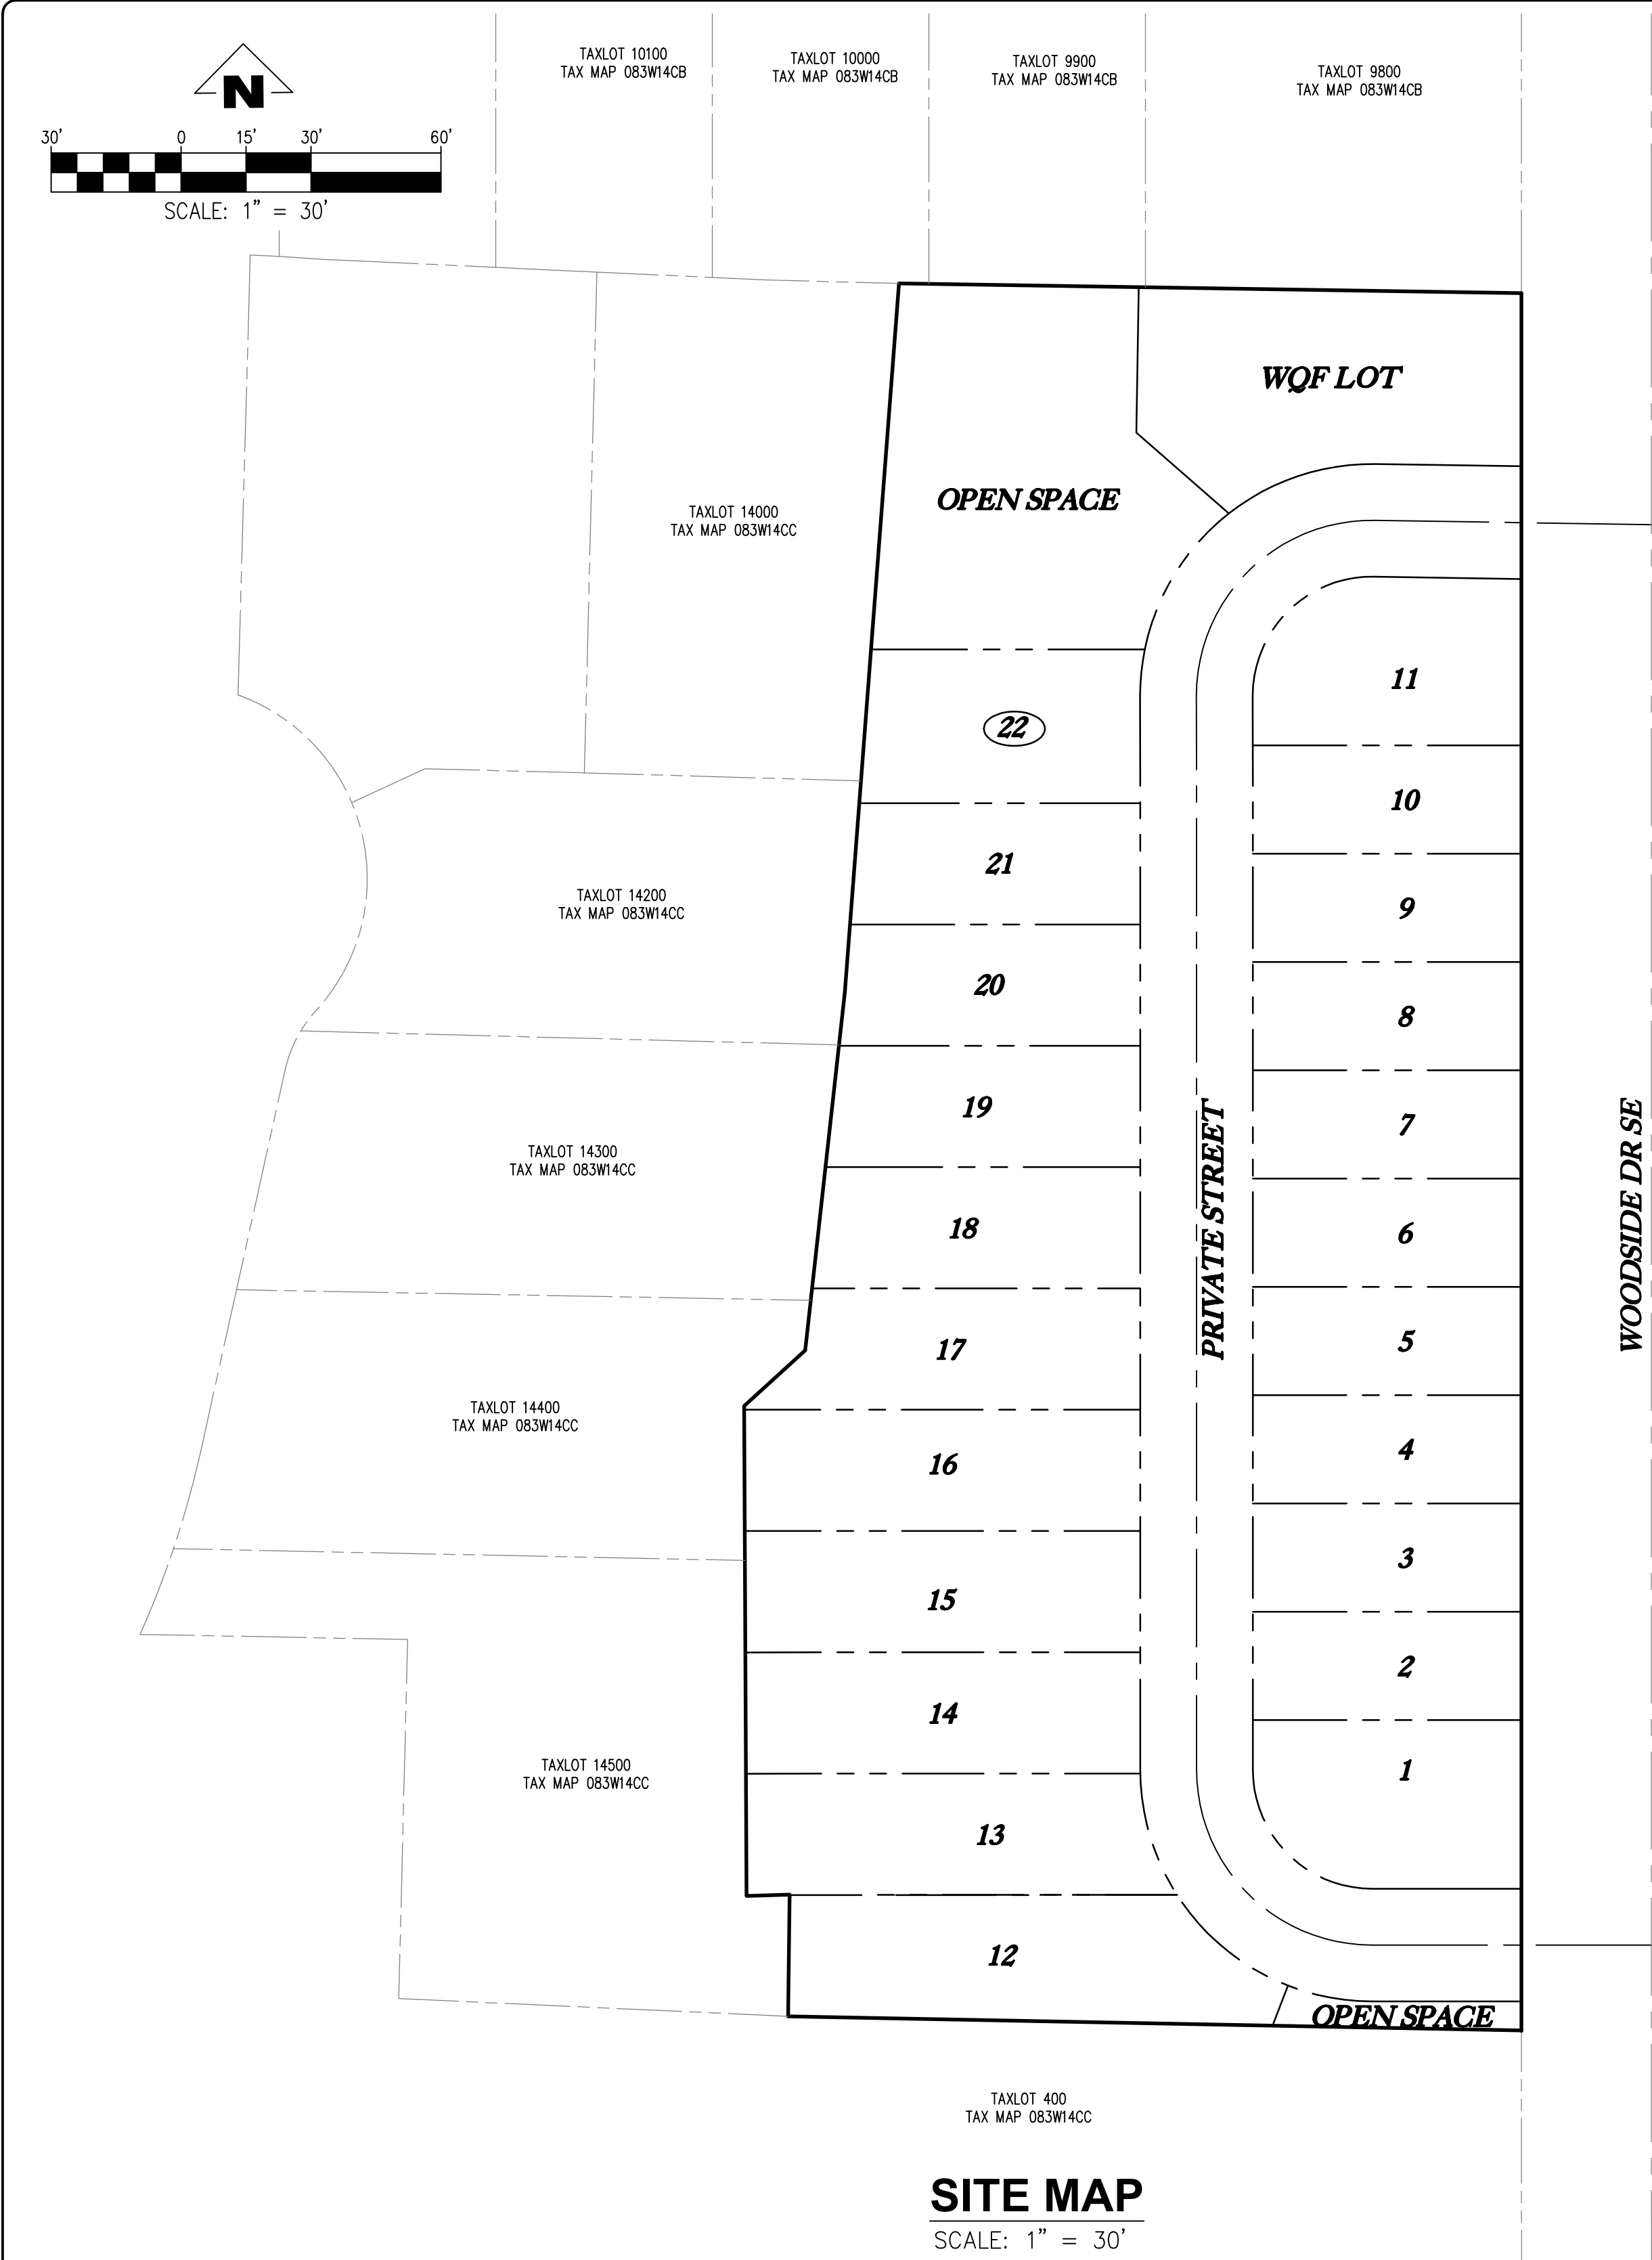 TAXLOT 10100
TAX MAP 083W14CB
TAXLOT 10000
TAX MAP 083W14CB
TAXLOT 9900
TAX MAP 083W14CB
TAXLOT 9800
TAX MAP 083W14CB
N
30' 0 15' 30' 60'
SCALE: 1" = 30'
WQF LOT
OPEN SPACE
TAXLOT 14000
TAX MAP 083W14CC
11
22
10
21
TAXLOT 14200
TAX MAP 083W14CC
9
20
8
19
7
TAXLOT 14300
TAX MAP 083W14CC
18
6
PRIVATE STREET
WOODSIDE DR SE
17
5
TAXLOT 14400
TAX MAP 083W14CC
16
4
15
3
2
14
TAXLOT 14500
TAX MAP 083W14CC
1
13
12
OPEN SPACE
TAXLOT 400
TAX MAP 083W14CC
SITE MAP
SCALE: 1" = 30'